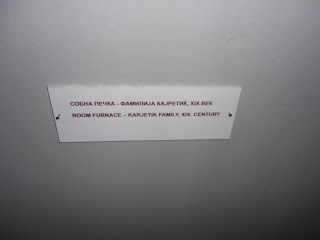 СОБНА ПЕЧКА - ФАМИЛИЈА КАЈРЕТИК, XIX ВЕК
ROOM FURNACE – KARJETIK FAMILY, XIX CENTURY